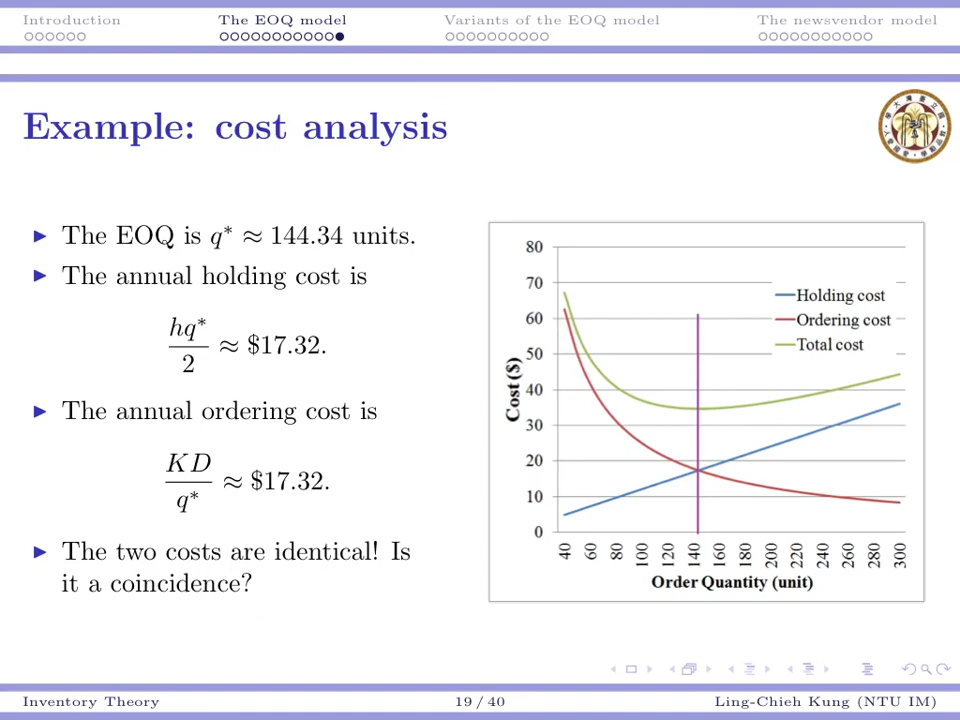 Introduction
The EOQ model
Variants of the EOQ model
The newsvendor model
Example: cost analysis
▶ The EOQ is q* ≈ 144.34 units.
▶ The annual holding cost is
hq*/2 ≈ $17.32.
▶ The annual ordering cost is
KD/q* ≈ $17.32.
▶ The two costs are identical! Is
it a coincidence?
80
70
60
50
40
30
20
10
0
Cost ($)
Holding cost
Ordering cost
Total cost
40 60 80 100 120 140 160 180 200 220 240 260 280 300
Order Quantity (unit)
Inventory Theory
19 / 40
Ling-Chieh Kung (NTU IM)